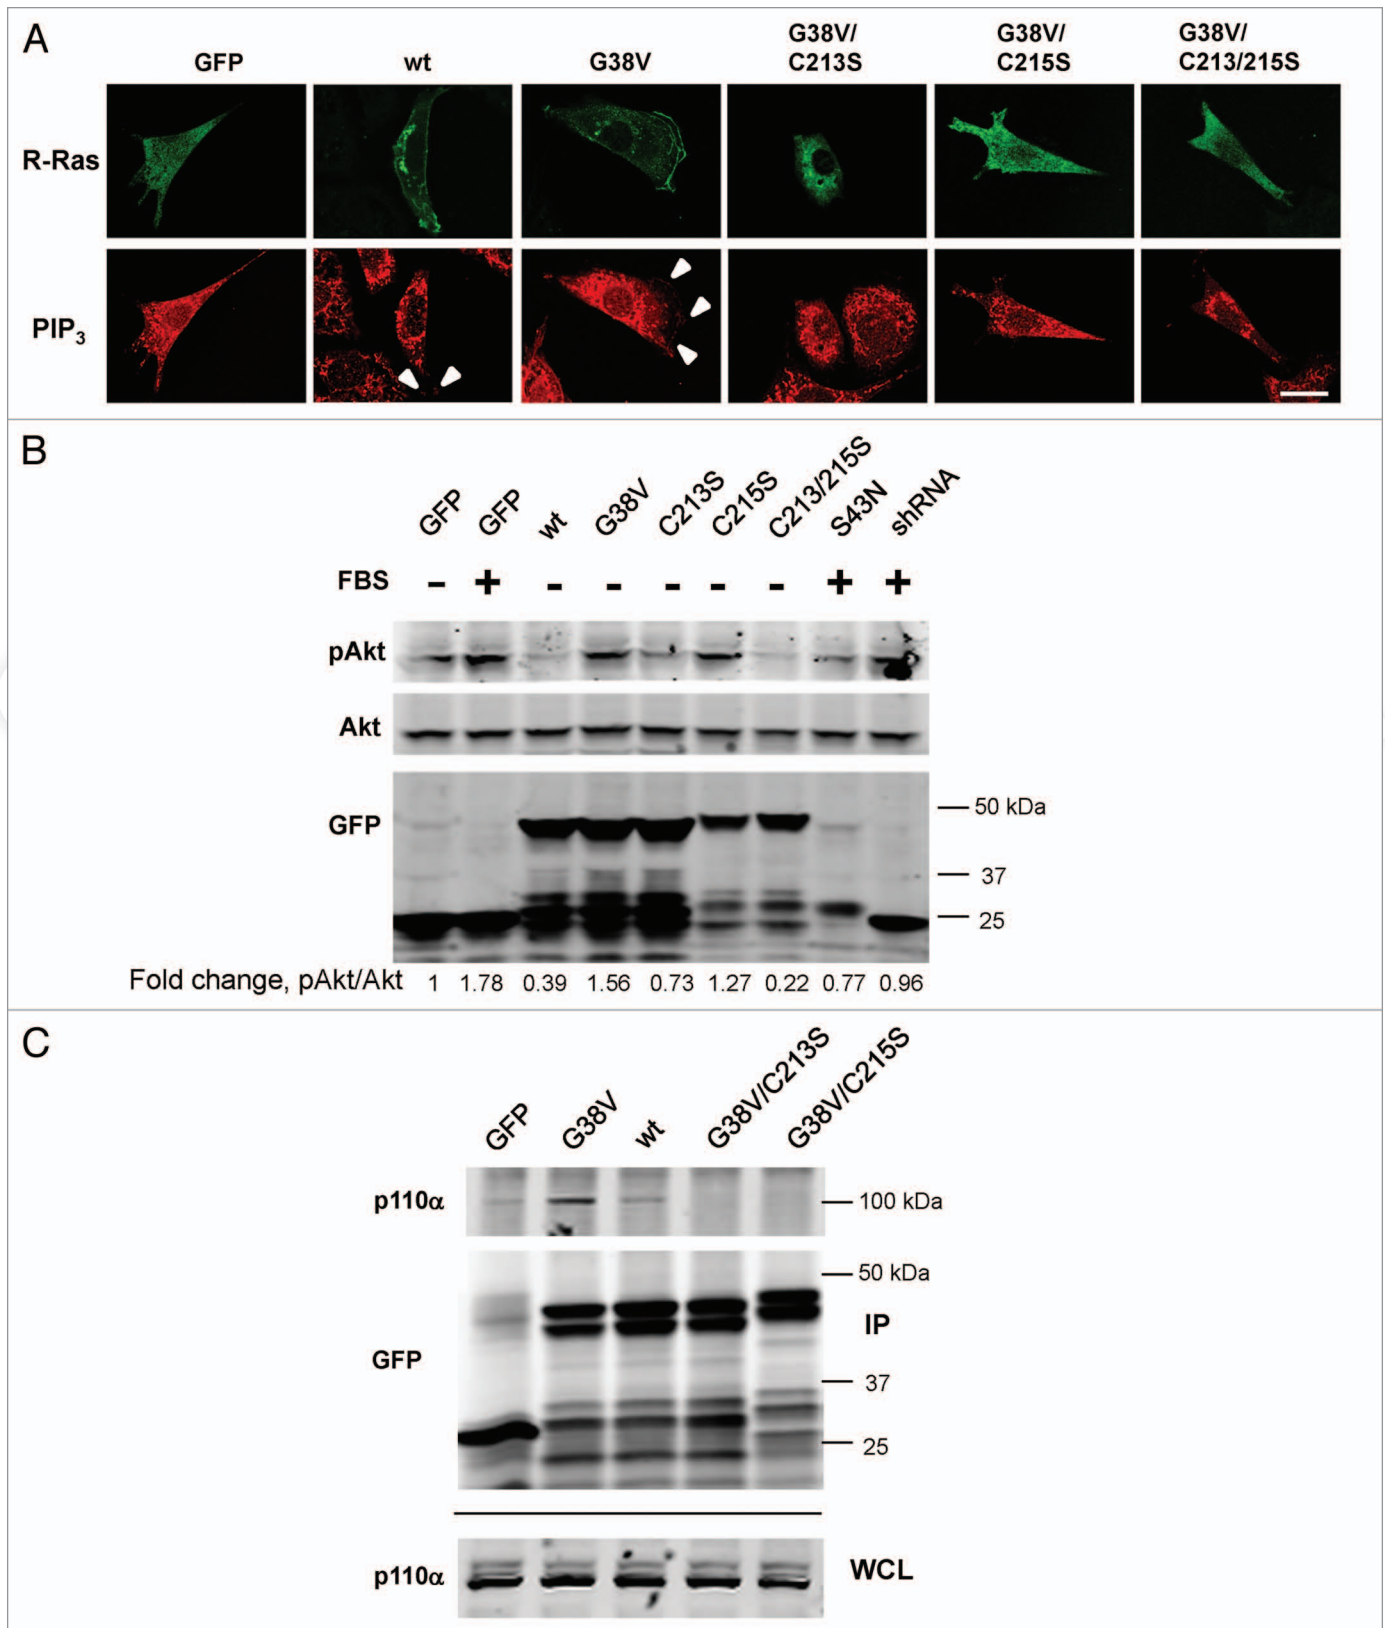 A
GFP
wt
G38V
G38V/
C213S
G38V/
C215S
G38V/
C213/215S
R-Ras
PIP3
B
GFP
GFP
wt
G38V
C213S
C215S
C213/215S
S43N
shRNA
FBS - + - - - - - + +
pAkt
Akt
GFP
50 kDa
37
25
Fold change, pAkt/Akt 1 1.78 0.39 1.56 0.73 1.27 0.22 0.77 0.96
C
GFP
G38V
wt
G38V/C213S
G38V/C215S
p110α
100 kDa
50 kDa
IP
GFP
37
25
p110α
WCL